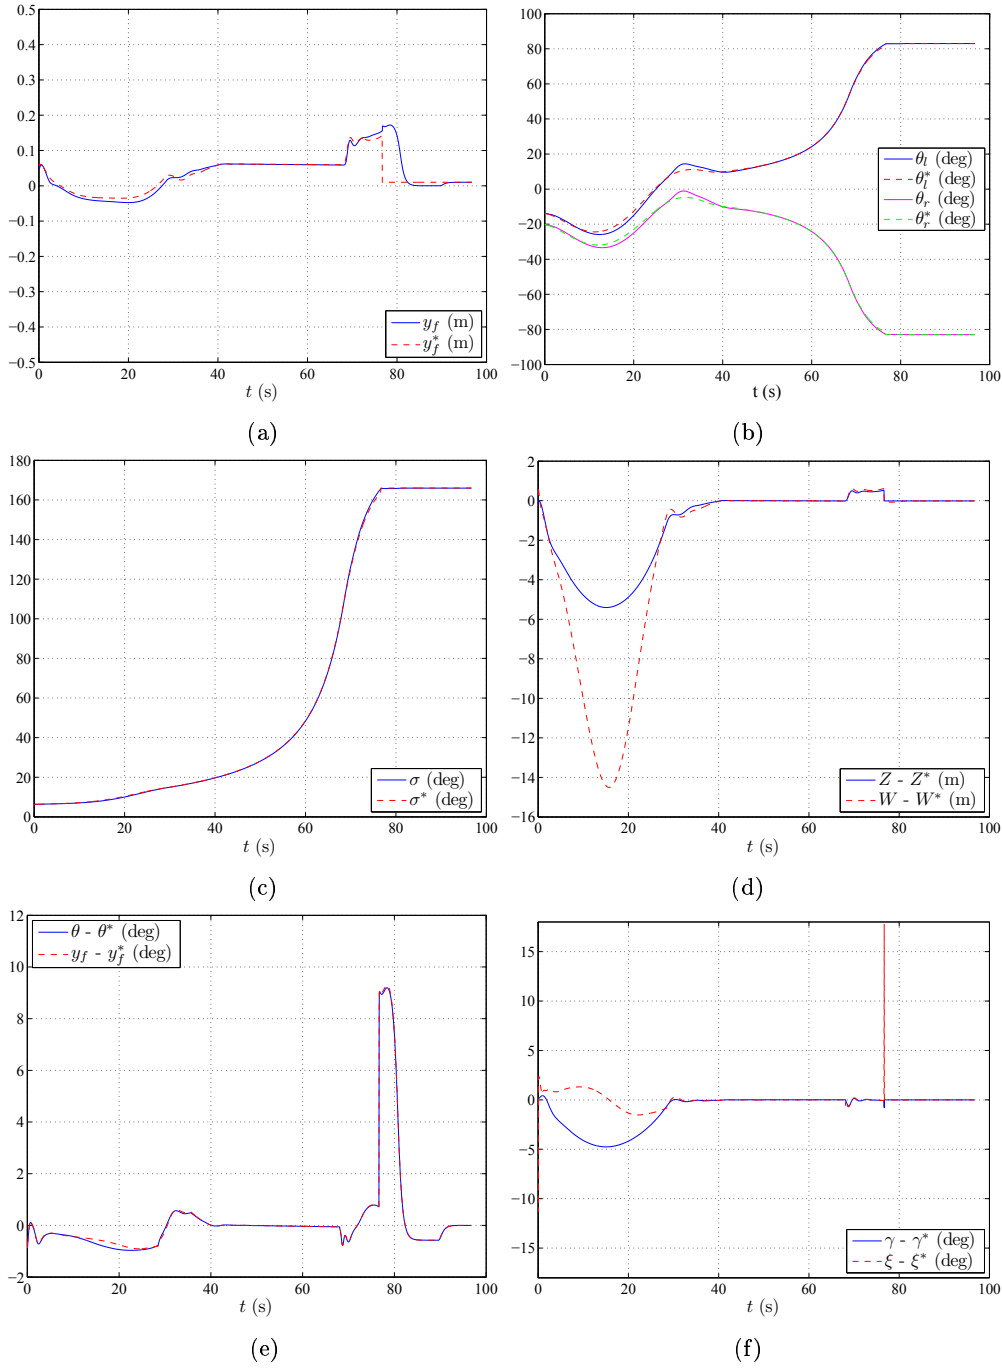 0.5
0.4
0.3
0.2
0.1
0
−0.1
−0.2
−0.3
−0.4
−0.5
0 20 40 60 80 100
y_f (m)
y_f^* (m)
t (s)
(a)
100
80
60
40
20
0
−20
−40
−60
−80
−100
0 20 40 60 80 100
θ_l (deg)
θ_l^* (deg)
θ_r (deg)
θ_r^* (deg)
t (s)
(b)
180
160
140
120
100
80
60
40
20
0
0 20 40 60 80 100
σ (deg)
σ^* (deg)
t (s)
(c)
2
0
−2
−4
−6
−8
−10
−12
−14
−16
0 20 40 60 80 100
Z - Z^* (m)
W - W^* (m)
t (s)
(d)
12
10
8
6
4
2
0
−2
0 20 40 60 80 100
θ - θ^* (deg)
y_f - y_f^* (deg)
t (s)
(e)
15
10
5
0
−5
−10
−15
0 20 40 60 80 100
γ - γ^* (deg)
ξ - ξ^* (deg)
t (s)
(f)